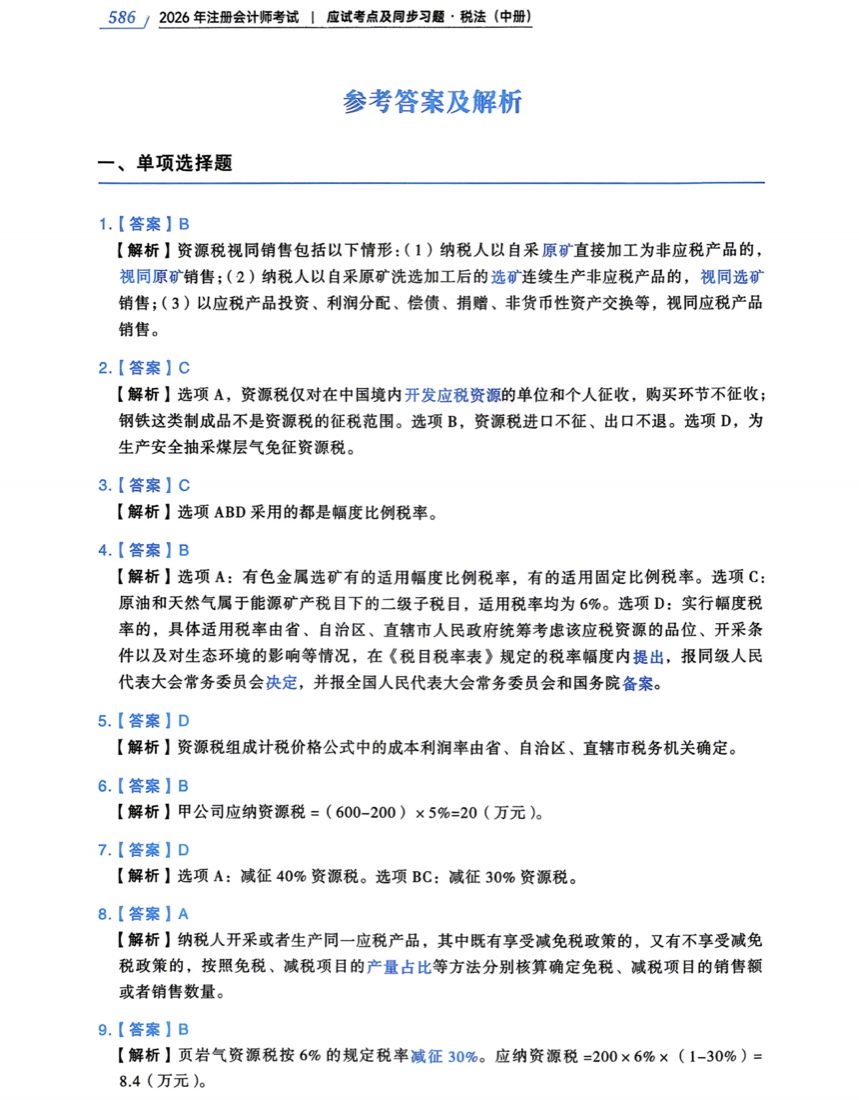 586 / 2026 年注册会计师考试 | 应试考点及同步习题·税法（中册）
参考答案及解析
一、单项选择题
1.【答案】B
【解析】资源税视同销售包括以下情形:（1）纳税人以自采原矿直接加工为非应税产品的，
视同原矿销售;（2）纳税人以自采原矿洗选加工后的选矿连续生产非应税产品的，视同选矿
销售;（3）以应税产品投资、利润分配、偿债、捐赠、非货币性资产交换等，视同应税产品
销售。
2.【答案】C
【解析】选项 A，资源税仅对在中国境内开发应税资源的单位和个人征收，购买环节不征收；
钢铁这类制成品不是资源税的征税范围。选项 B，资源税进口不征、出口不退。选项 D，为
生产安全抽采煤层气免征资源税。
3.【答案】C
【解析】选项 ABD 采用的都是幅度比例税率。
4.【答案】B
【解析】选项 A：有色金属选矿有的适用幅度比例税率，有的适用固定比例税率。选项 C：
原油和天然气属于能源矿产税目下的二级子税目，适用税率均为 6%。选项 D：实行幅度税
率的，具体适用税率由省、自治区、直辖市人民政府统筹考虑该应税资源的品位、开采条
件以及对生态环境的影响等情况，在《税目税率表》规定的税率幅度内提出，报同级人民
代表大会常务委员会决定，并报全国人民代表大会常务委员会和国务院备案。
5.【答案】D
【解析】资源税组成计税价格公式中的成本利润率由省、自治区、直辖市税务机关确定。
6.【答案】B
【解析】甲公司应纳资源税 =（600-200）×5%=20（万元）。
7.【答案】D
【解析】选项 A：减征 40% 资源税。选项 BC：减征 30% 资源税。
8.【答案】A
【解析】纳税人开采或者生产同一应税产品，其中既有享受减免税政策的，又有不享受减免
税政策的，按照免税、减税项目的产量占比等方法分别核算确定免税、减税项目的销售额
或者销售数量。
9.【答案】B
【解析】页岩气资源税按 6% 的规定税率减征 30%。应纳资源税 =200×6%×（1-30%）=
8.4（万元）。